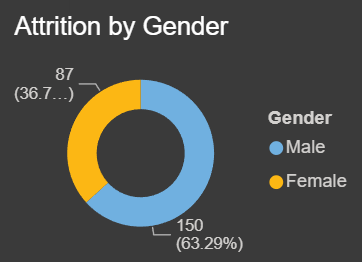 Attrition by Gender
87
(36.7…)
Gender
Male
Female
150
(63.29%)